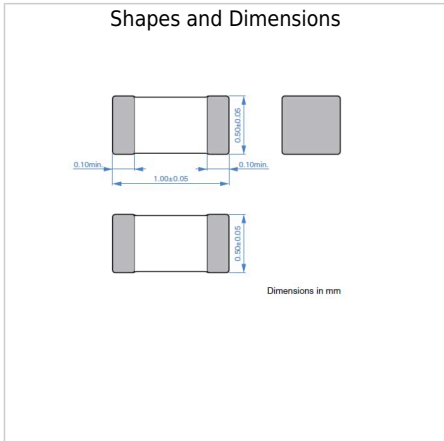 Shapes and Dimensions
0.50±0.05
0.10min.
0.10min.
1.00±0.05
0.50±0.05
Dimensions in mm